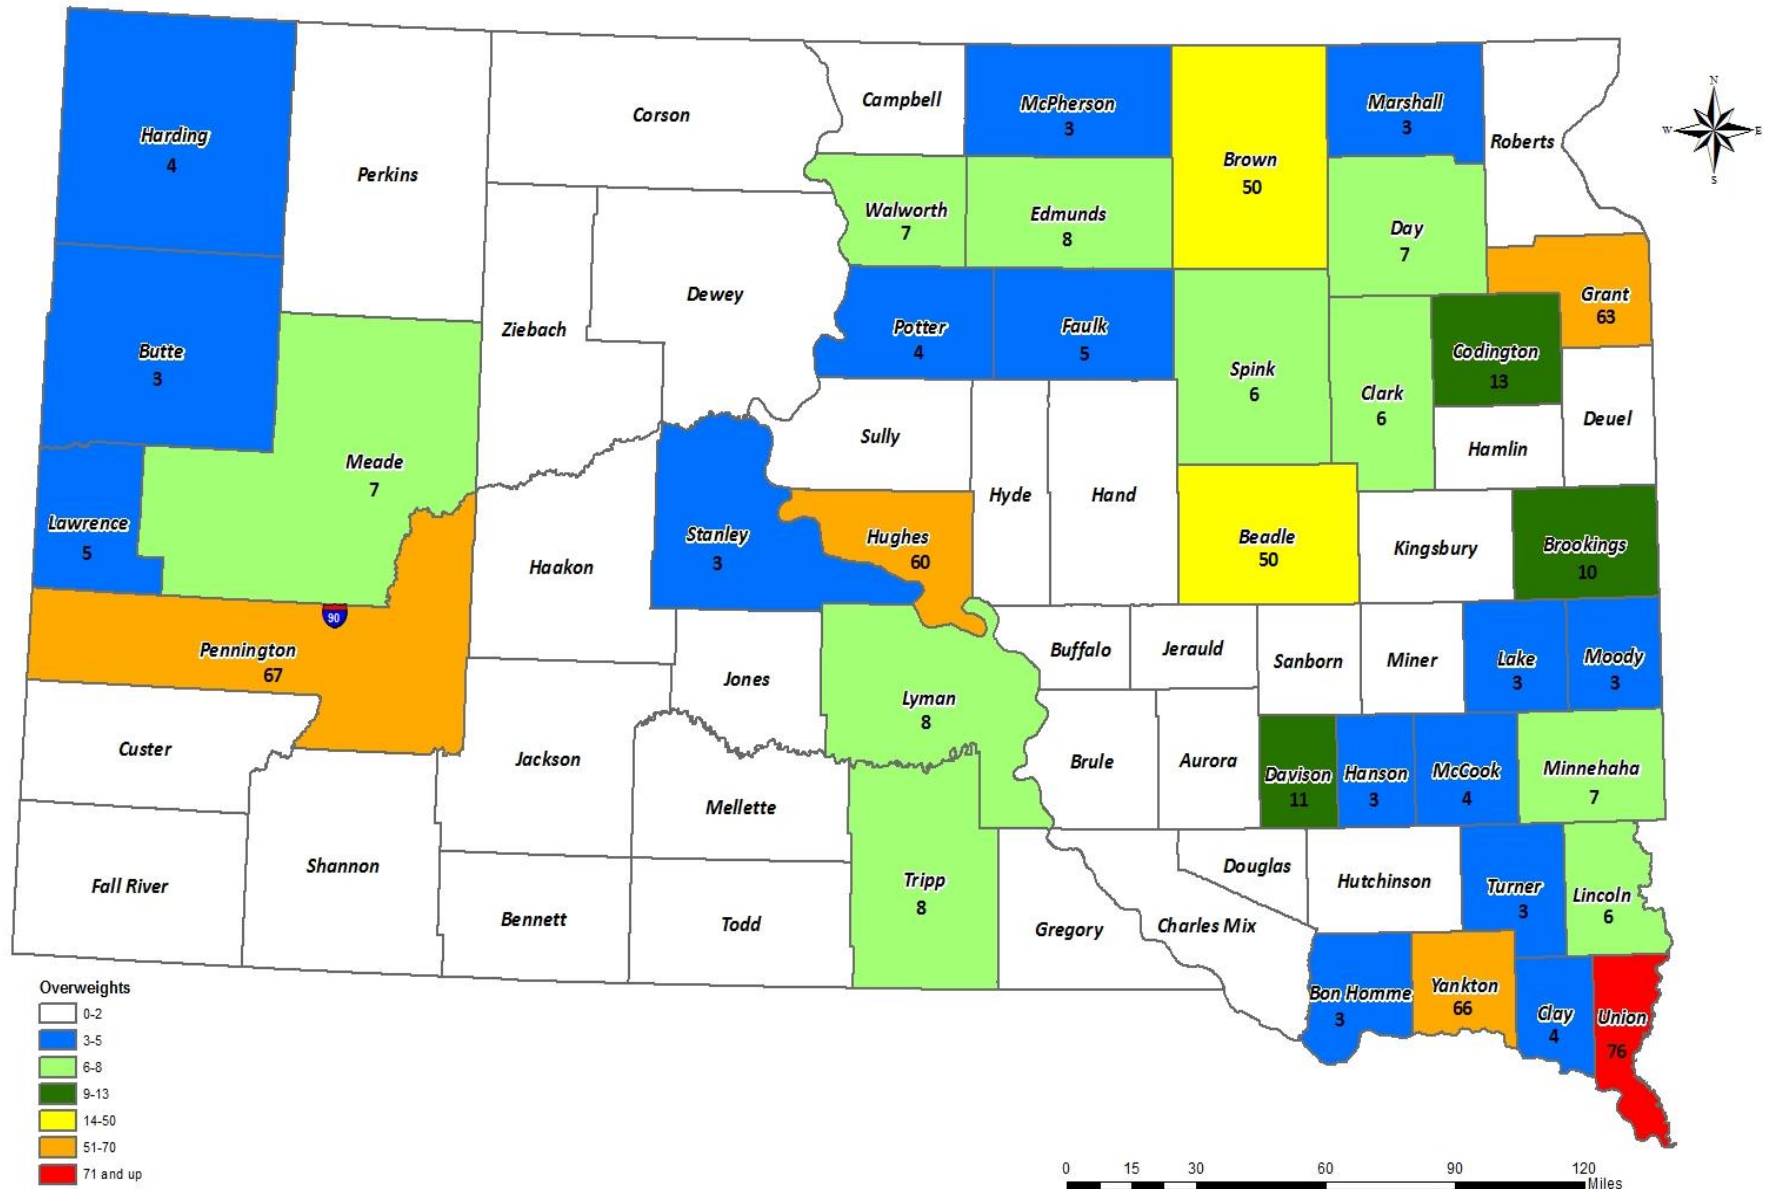 N
W E
S
Harding
4
Perkins
Corson
Campbell
McPherson
3
Brown
50
Marshall
3
Roberts
Walworth
7
Edmunds
8
Day
7
Butte
3
Ziebach
Dewey
Potter
4
Faulk
5
Spink
6
Clark
6
Codington
13
Grant
63
Deuel
Hamlin
Lawrence
5
Meade
7
Haakon
Stanley
3
Sully
Hughes
60
Hyde
Hand
Beadle
50
Kingsbury
Brookings
10
90
Pennington
67
Jones
Lyman
8
Buffalo
Jerauld
Sanborn
Miner
Lake
3
Moody
3
Custer
Jackson
Mellette
Brule
Aurora
Davison
11
Hanson
3
McCook
4
Minnehaha
7
Fall River
Shannon
Bennett
Todd
Tripp
8
Gregory
Charles Mix
Douglas
Hutchinson
Turner
3
Lincoln
6
Bon Homme
3
Yankton
66
Clay
4
Union
76
Overweights
0-2
3-5
6-8
9-13
14-50
51-70
71 and up
0 15 30 60 90 120
Miles